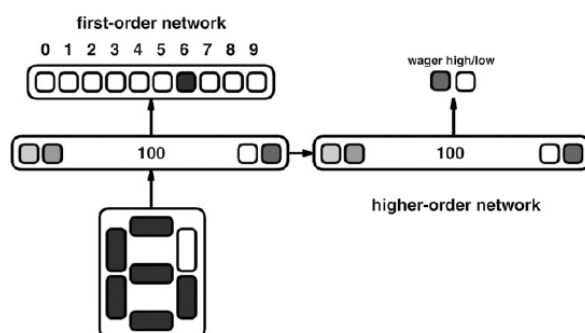 first-order network
0 1 2 3 4 5 6 7 8 9
wager high/low
100
100
higher-order network